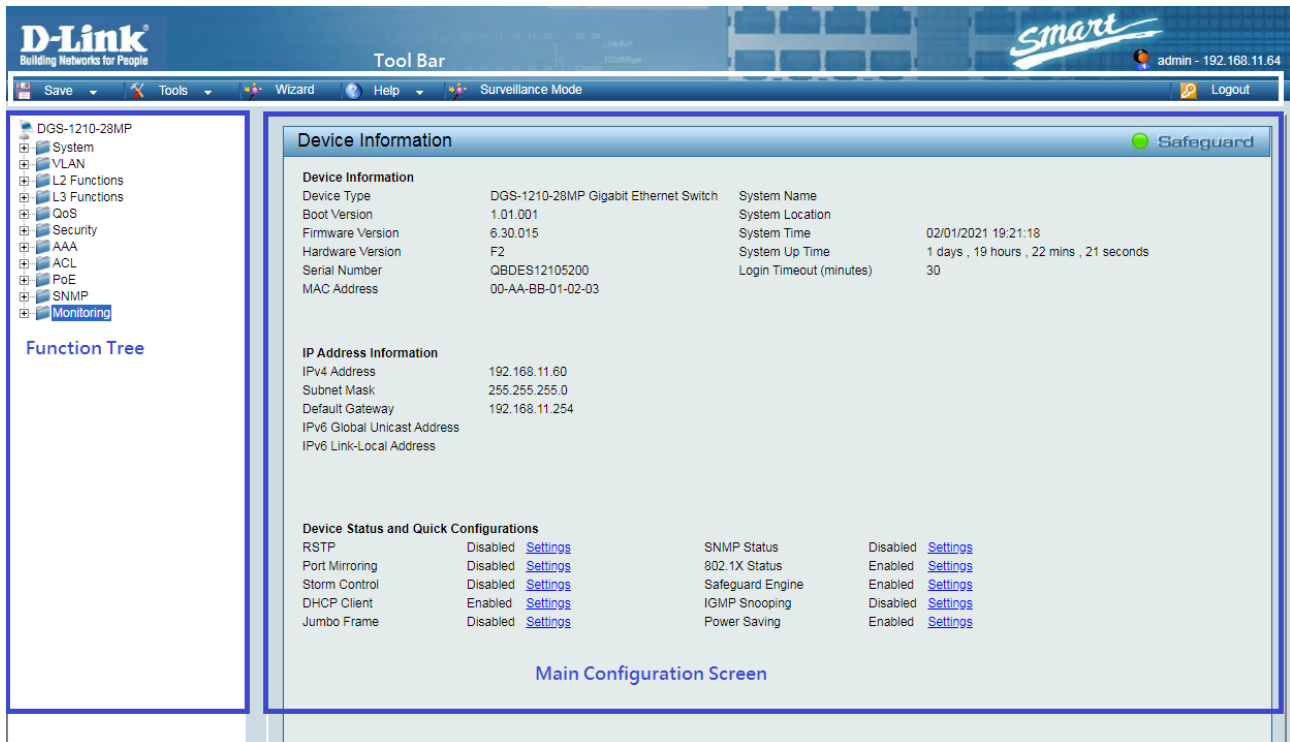 D-Link
Building Networks for People
Tool Bar
smart
admin - 192.168.11.64
Save Tools Wizard Help Surveillance Mode Logout
DGS-1210-28MP
System
VLAN
L2 Functions
L3 Functions
QoS
Security
AAA
ACL
PoE
SNMP
Monitoring
Function Tree
Device Information Safeguard
Device Information
Device Type DGS-1210-28MP Gigabit Ethernet Switch System Name
Boot Version 1.01.001 System Location
Firmware Version 6.30.015 System Time 02/01/2021 19:21:18
Hardware Version F2 System Up Time 1 days , 19 hours , 22 mins , 21 seconds
Serial Number QBDES12105200 Login Timeout (minutes) 30
MAC Address 00-AA-BB-01-02-03
IP Address Information
IPv4 Address 192.168.11.60
Subnet Mask 255.255.255.0
Default Gateway 192.168.11.254
IPv6 Global Unicast Address
IPv6 Link-Local Address
Device Status and Quick Configurations
RSTP Disabled Settings SNMP Status Disabled Settings
Port Mirroring Disabled Settings 802.1X Status Enabled Settings
Storm Control Disabled Settings Safeguard Engine Enabled Settings
DHCP Client Enabled Settings IGMP Snooping Disabled Settings
Jumbo Frame Disabled Settings Power Saving Enabled Settings
Main Configuration Screen